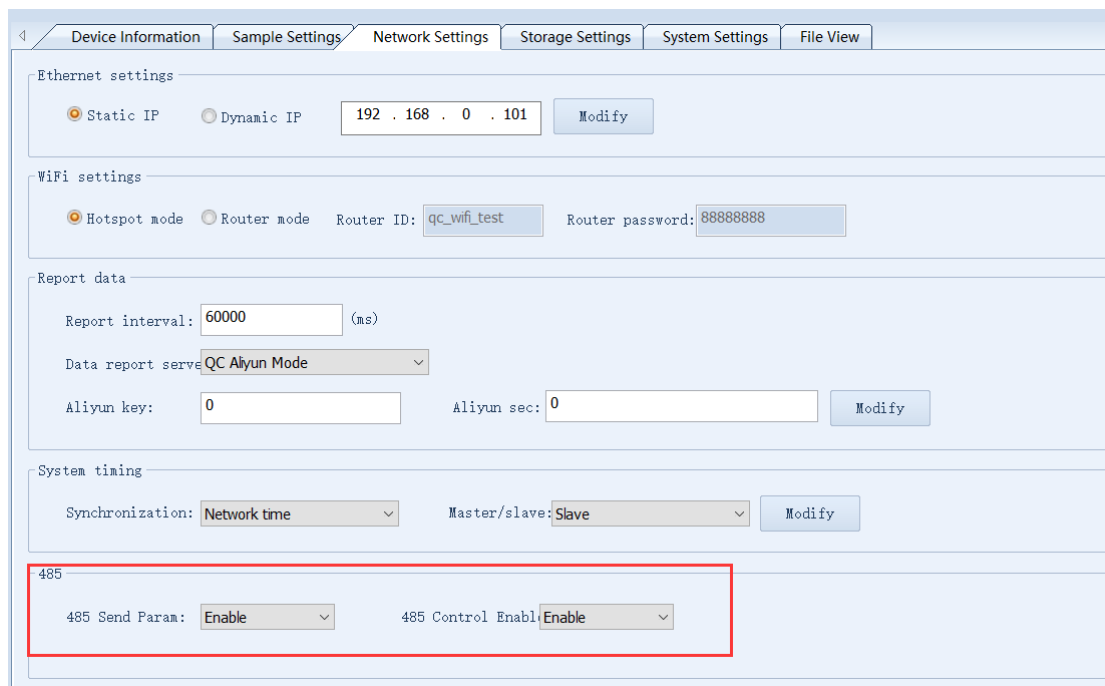 Device Information Sample Settings Network Settings Storage Settings System Settings File View
Ethernet settings
Static IP Dynamic IP 192 . 168 . 0 . 101 Modify
WiFi settings
Hotspot mode Router mode Router ID: qc_wifi_test Router password: 88888888
Report data
Report interval: 60000 (ms)
Data report serve QC Aliyun Mode
Aliyun key: 0 Aliyun sec: 0 Modify
System timing
Synchronization: Network time Master/slave: Slave Modify
485
485 Send Param: Enable 485 Control Enabl Enable